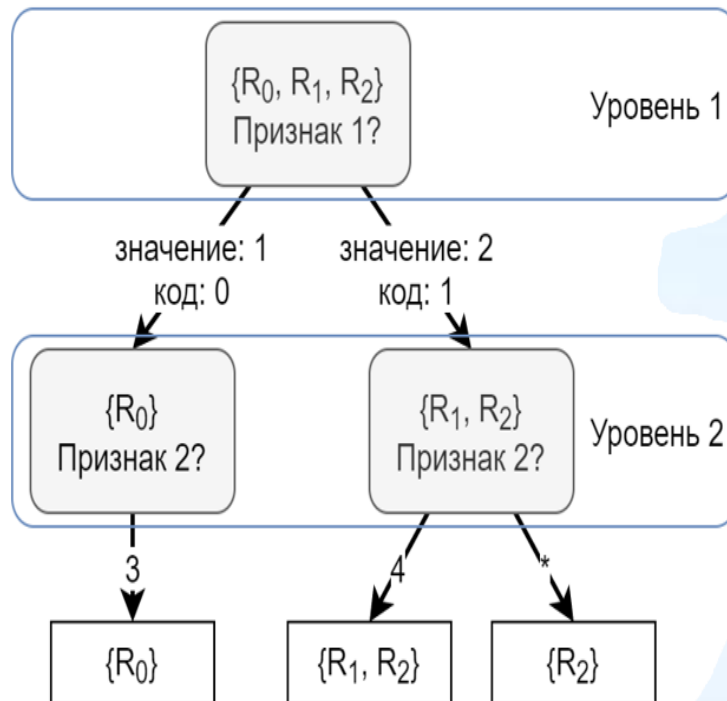 {R₀, R₁, R₂}
Признак 1?
Уровень 1
значение: 1
код: 0
значение: 2
код: 1
{R₀}
Признак 2?
{R₁, R₂}
Признак 2?
Уровень 2
3
4
*
{R₀}
{R₁, R₂}
{R₂}